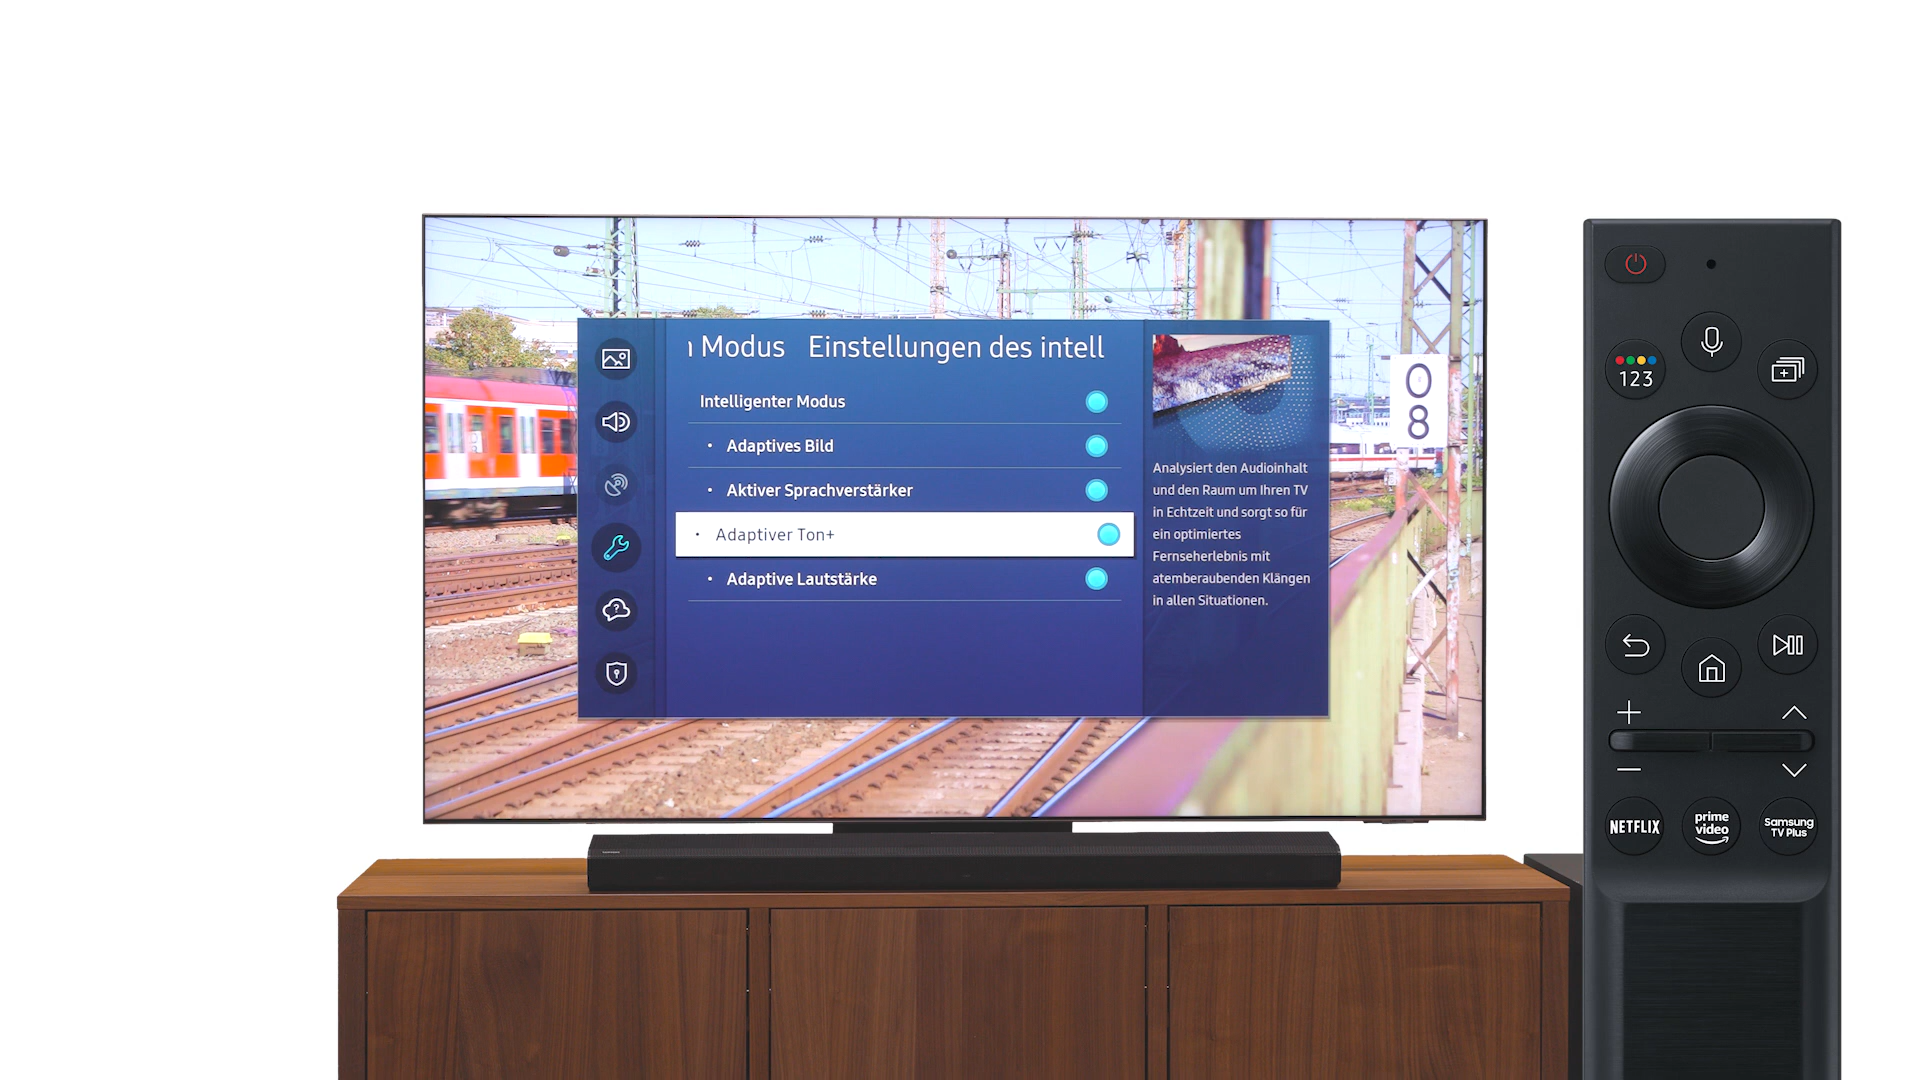 n Modus Einstellungen des intell
Intelligenter Modus
• Adaptives Bild
• Aktiver Sprachverstärker
• Adaptiver Ton+
• Adaptive Lautstärke
Analysiert den Audioinhalt
und den Raum um Ihren TV
in Echtzeit und sorgt so für
ein optimiertes
Fernseherlebnis mit
atemberaubenden Klängen
in allen Situationen.
0
8
123
NETFLIX
prime
video
Samsung
TV Plus